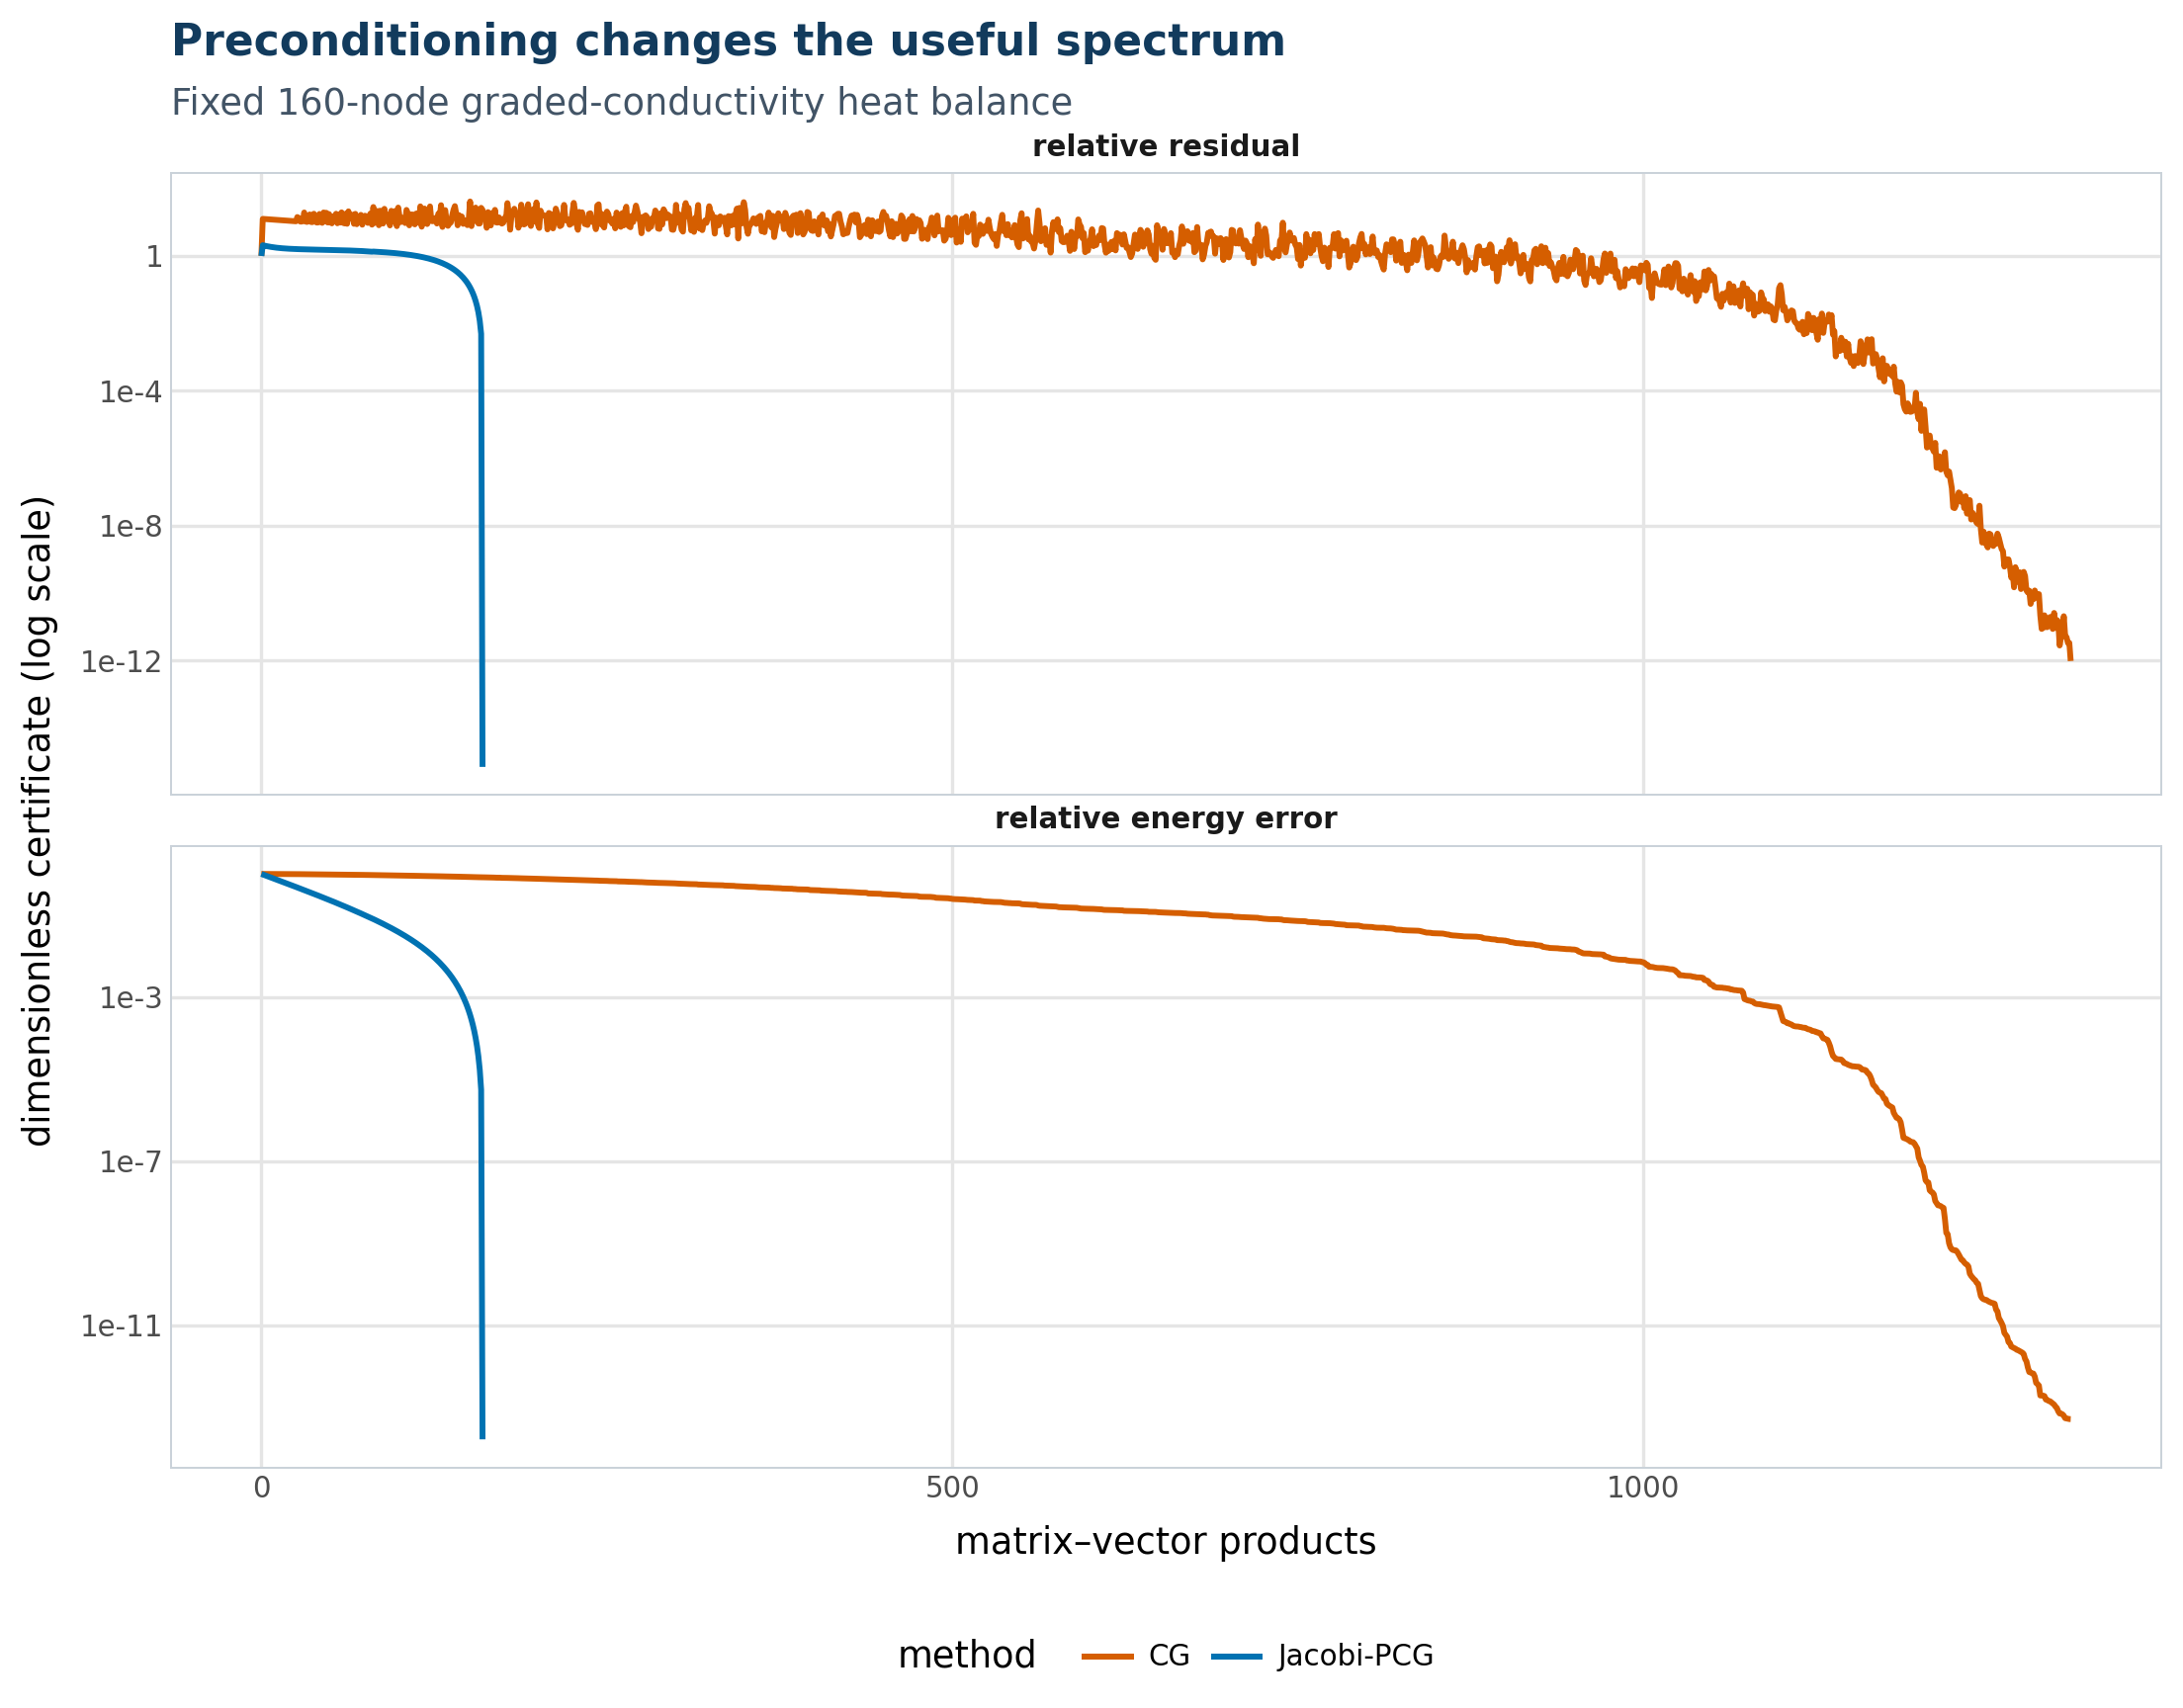 Preconditioning changes the useful spectrum
Fixed 160-node graded-conductivity heat balance
relative residual
1
1e-4
1e-8
1e-12
dimensionless certificate (log scale)
relative energy error
1e-3
1e-7
1e-11
0 500 1000
matrix–vector products
method CG Jacobi-PCG